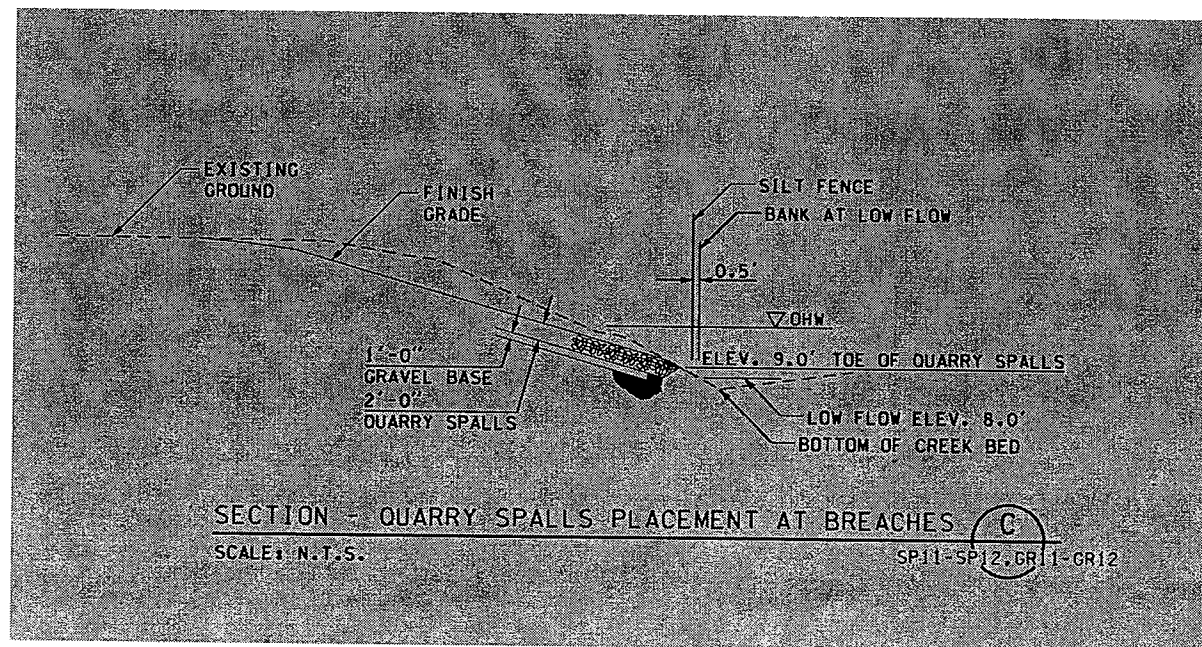 EXISTING
GROUND
FINISH
GRADE
SILT FENCE
BANK AT LOW FLOW
0.5'
OHW
1'-0"
GRAVEL BASE
2'-0"
QUARRY SPALLS
ELEV. 9.0' TOE OF QUARRY SPALLS
LOW FLOW ELEV. 8.0'
BOTTOM OF CREEK BED
SECTION - QUARRY SPALLS PLACEMENT AT BREACHES
C
SCALE: N.T.S.
SP11-SP12,GR11-GR12